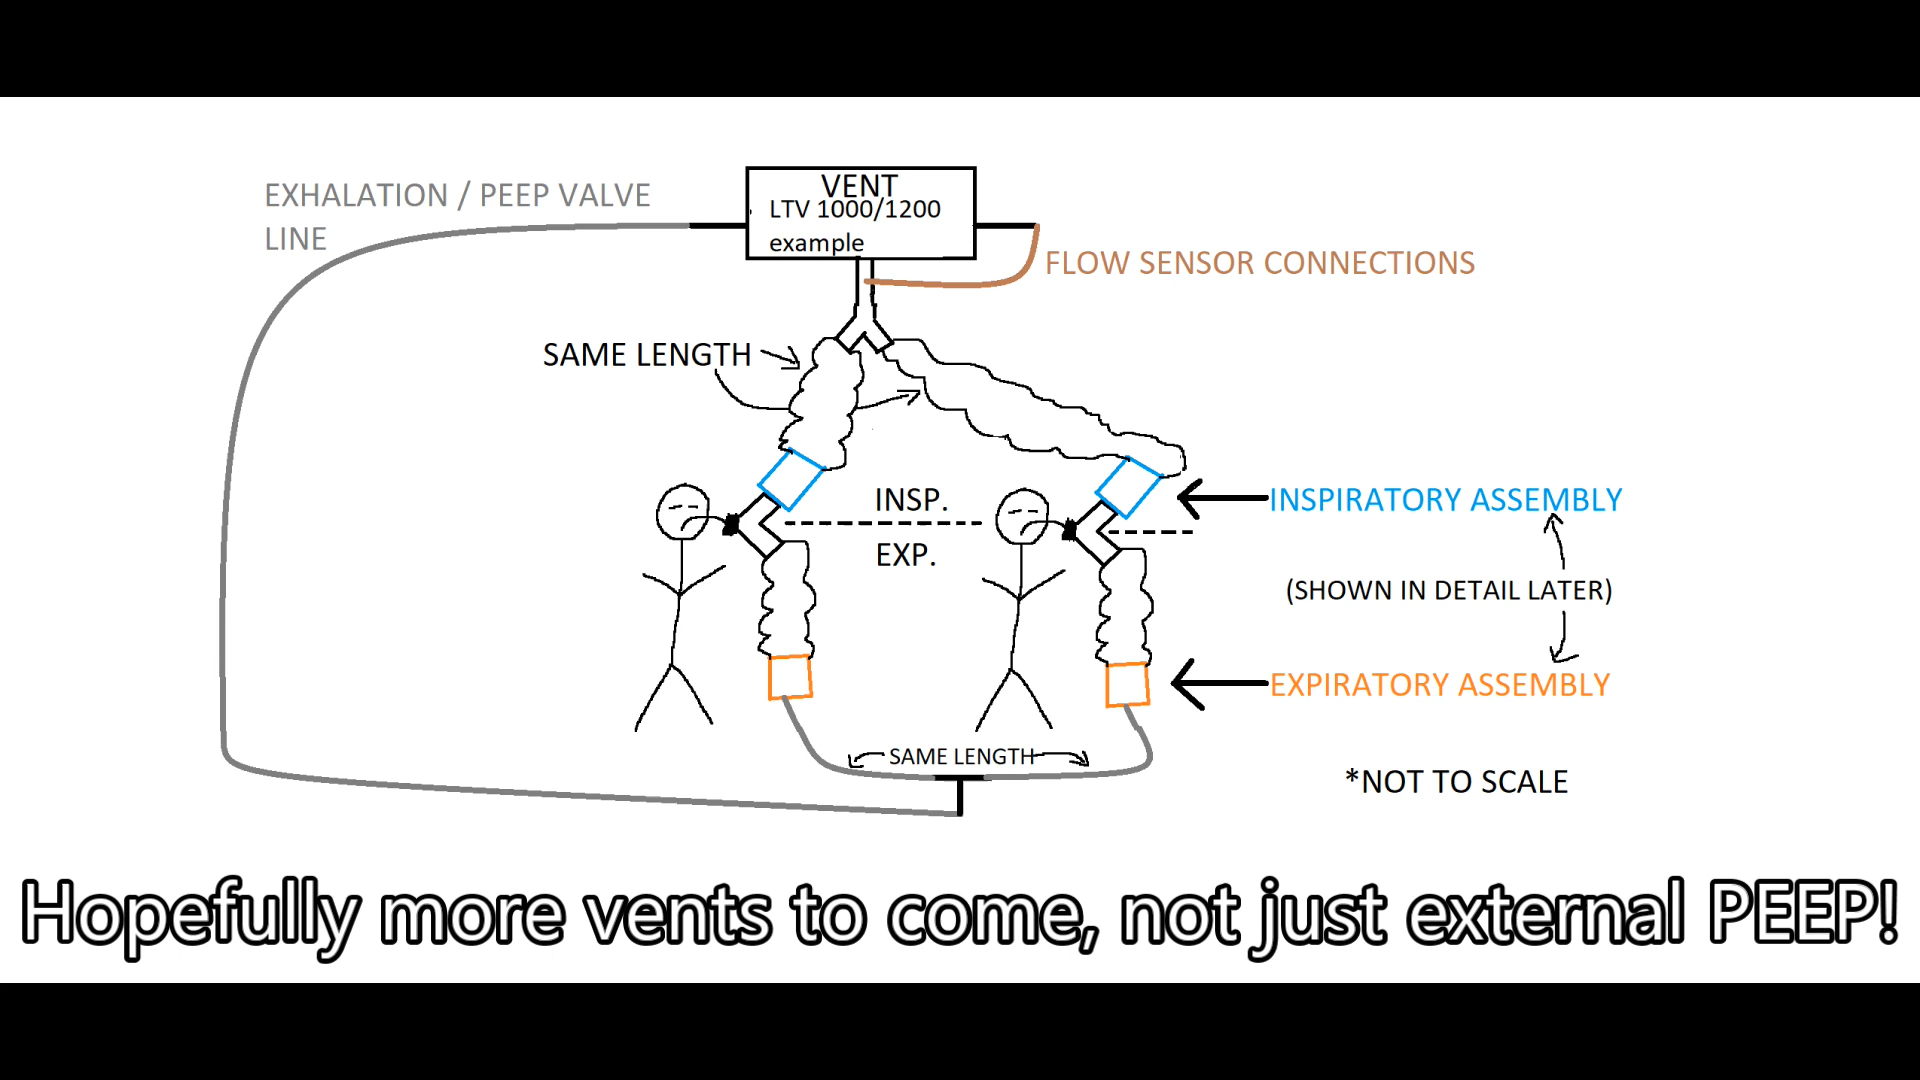 EXHALATION / PEEP VALVE
LINE
VENT
LTV 1000/1200
example
FLOW SENSOR CONNECTIONS
SAME LENGTH
INSP.
EXP.
INSPIRATORY ASSEMBLY
(SHOWN IN DETAIL LATER)
EXPIRATORY ASSEMBLY
SAME LENGTH
*NOT TO SCALE
Hopefully more vents to come, not just external PEEP!